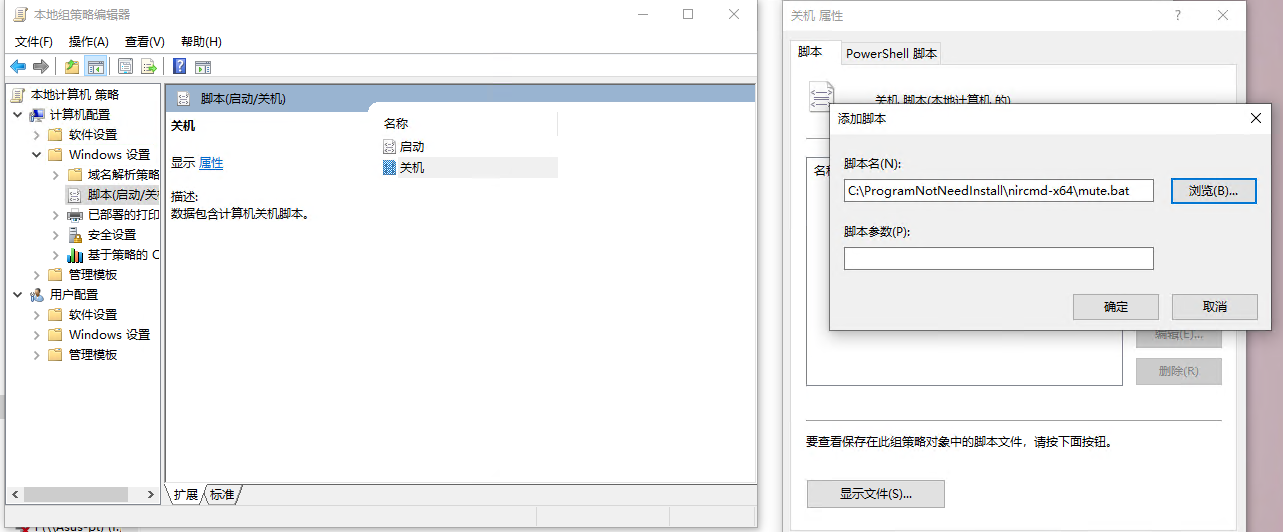 本地组策略编辑器
文件(F) 操作(A) 查看(V) 帮助(H)
本地计算机 策略
计算机配置
软件设置
Windows 设置
域名解析策略
脚本(启动/关
已部署的打印
安全设置
基于策略的
管理模板
用户配置
软件设置
Windows 设置
管理模板
脚本(启动/关机)
关机
显示 属性
描述:
数据包含计算机关机脚本。
名称
启动
关机
扩展 标准
关机 属性
脚本 PowerShell 脚本
关机 脚本(本地计算机 的)
添加脚本
脚本名(N):
C:\ProgramNotNeedInstall\nircmd-x64\mute.bat
浏览(B)...
脚本参数(P):
确定 取消
编辑(E)...
删除(R)
要查看保存在此组策略对象中的脚本文件，请按下面按钮。
显示文件(S)...